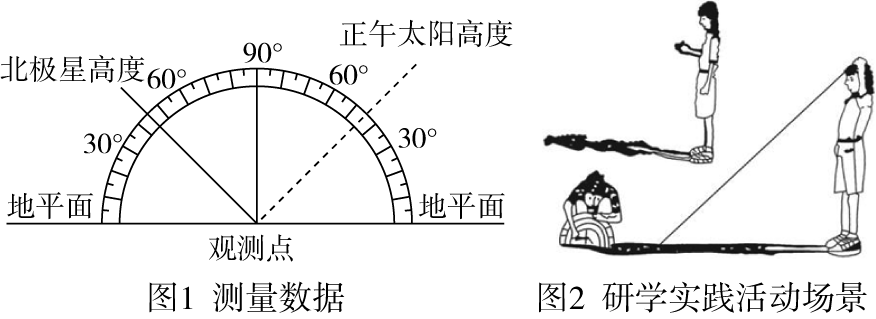 正午太阳高度
北极星高度
90°
60°
60°
30°
30°
地平面
地平面
观测点
图1 测量数据
图2 研学实践活动场景